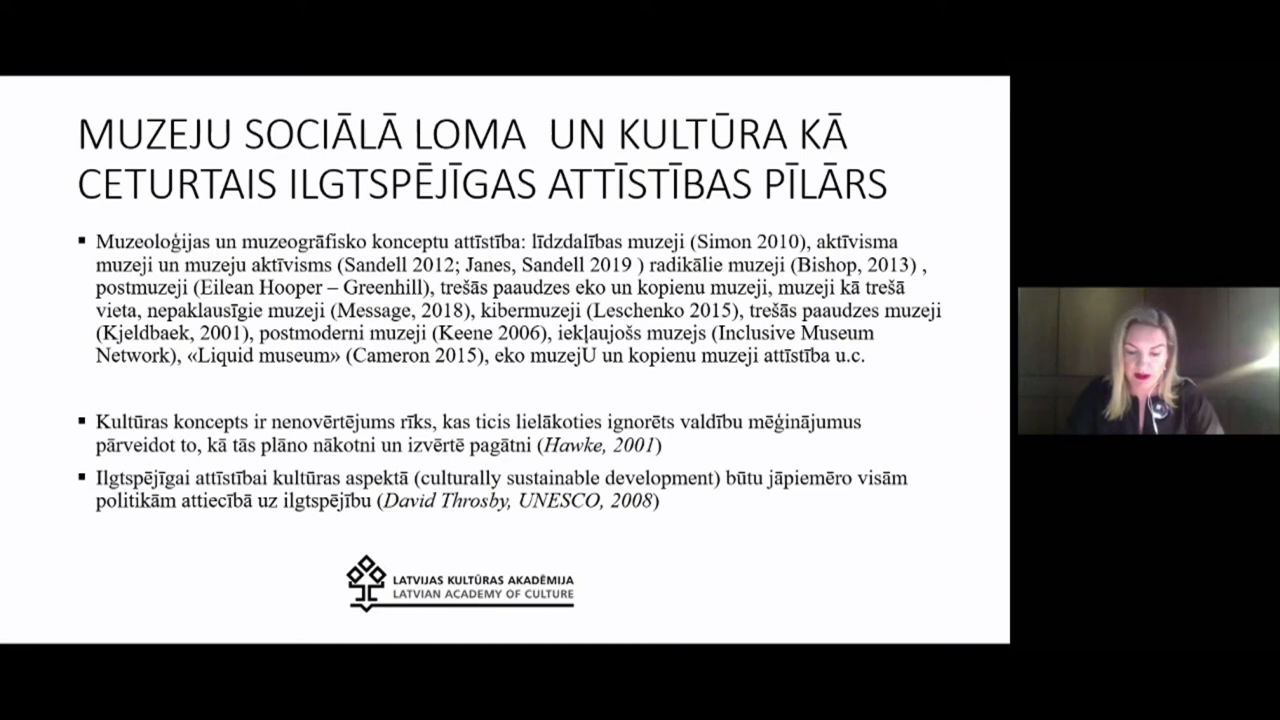 MUZEJU SOCIĀLĀ LOMA UN KULTŪRA KĀ
CETURTAIS ILGTSPĒJĪGAS ATTĪSTĪBAS PĪLĀRS
▪ Muzeoloģijas un muzeogrāfisko konceptu attīstība: līdzdalības muzeji (Simon 2010), aktīvisma
muzeji un muzeju aktīvisms (Sandell 2012; Janes, Sandell 2019 ) radikālie muzeji (Bishop, 2013) ,
postmuzeji (Eilean Hooper – Greenhill), trešās paaudzes eko un kopienu muzeji, muzeji kā trešā
vieta, nepaklausīgie muzeji (Message, 2018), kibermuzeji (Leschenko 2015), trešās paaudzes muzeji
(Kjeldbaek, 2001), postmoderni muzeji (Keene 2006), iekļaujošs muzejs (Inclusive Museum
Network), «Liquid museum» (Cameron 2015), eko muzejU un kopienu muzeji attīstība u.c.
▪ Kultūras koncepts ir nenovērtējums rīks, kas ticis lielākoties ignorēts valdību mēģinājumus
pārveidot to, kā tās plāno nākotni un izvērtē pagātni (Hawke, 2001)
▪ Ilgtspējīgai attīstībai kultūras aspektā (culturally sustainable development) būtu jāpiemēro visām
politikām attiecībā uz ilgtspējību (David Throsby, UNESCO, 2008)
LATVIJAS KULTŪRAS AKADĒMIJA
LATVIAN ACADEMY OF CULTURE